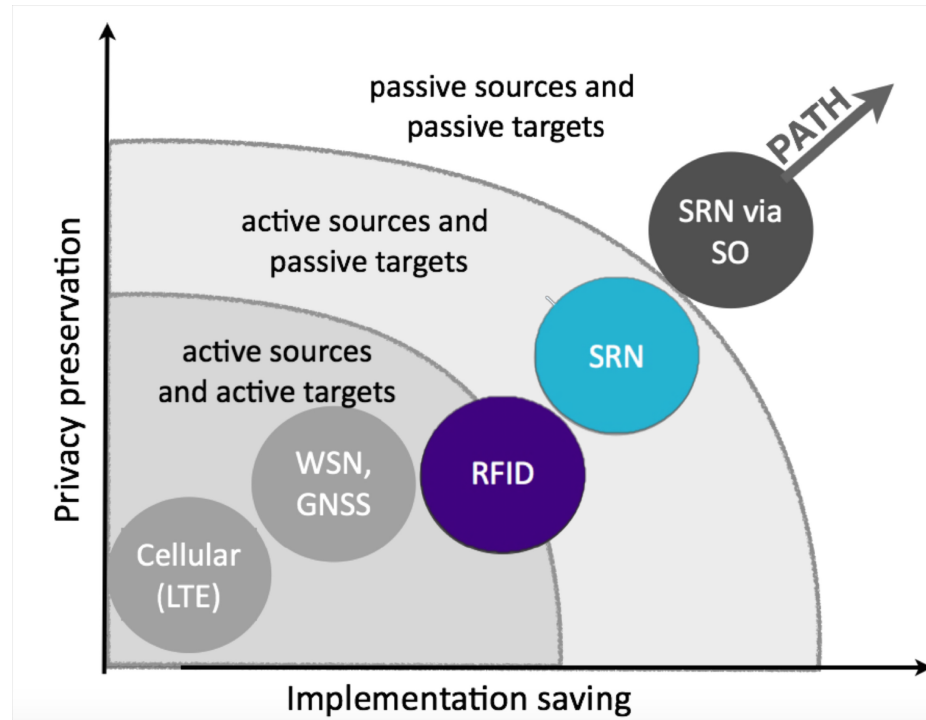 passive sources and
passive targets
PATH
SRN via
SO
active sources and
passive targets
SRN
active sources
and active targets
WSN,
GNSS
RFID
Cellular
(LTE)
Privacy preservation
Implementation saving